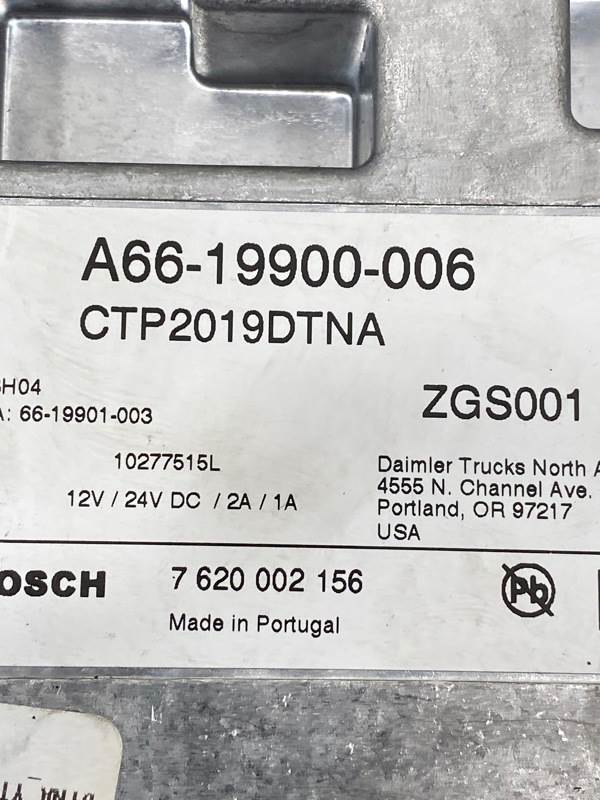 A66-19900-006
CTP2019DTNA
H04
A: 66-19901-003
ZGS001
10277515L
12V / 24V DC / 2A / 1A
Daimler Trucks North A
4555 N. Channel Ave.
Portland, OR 97217
USA
OSCH
7 620 002 156
Pb
Made in Portugal
DTNA